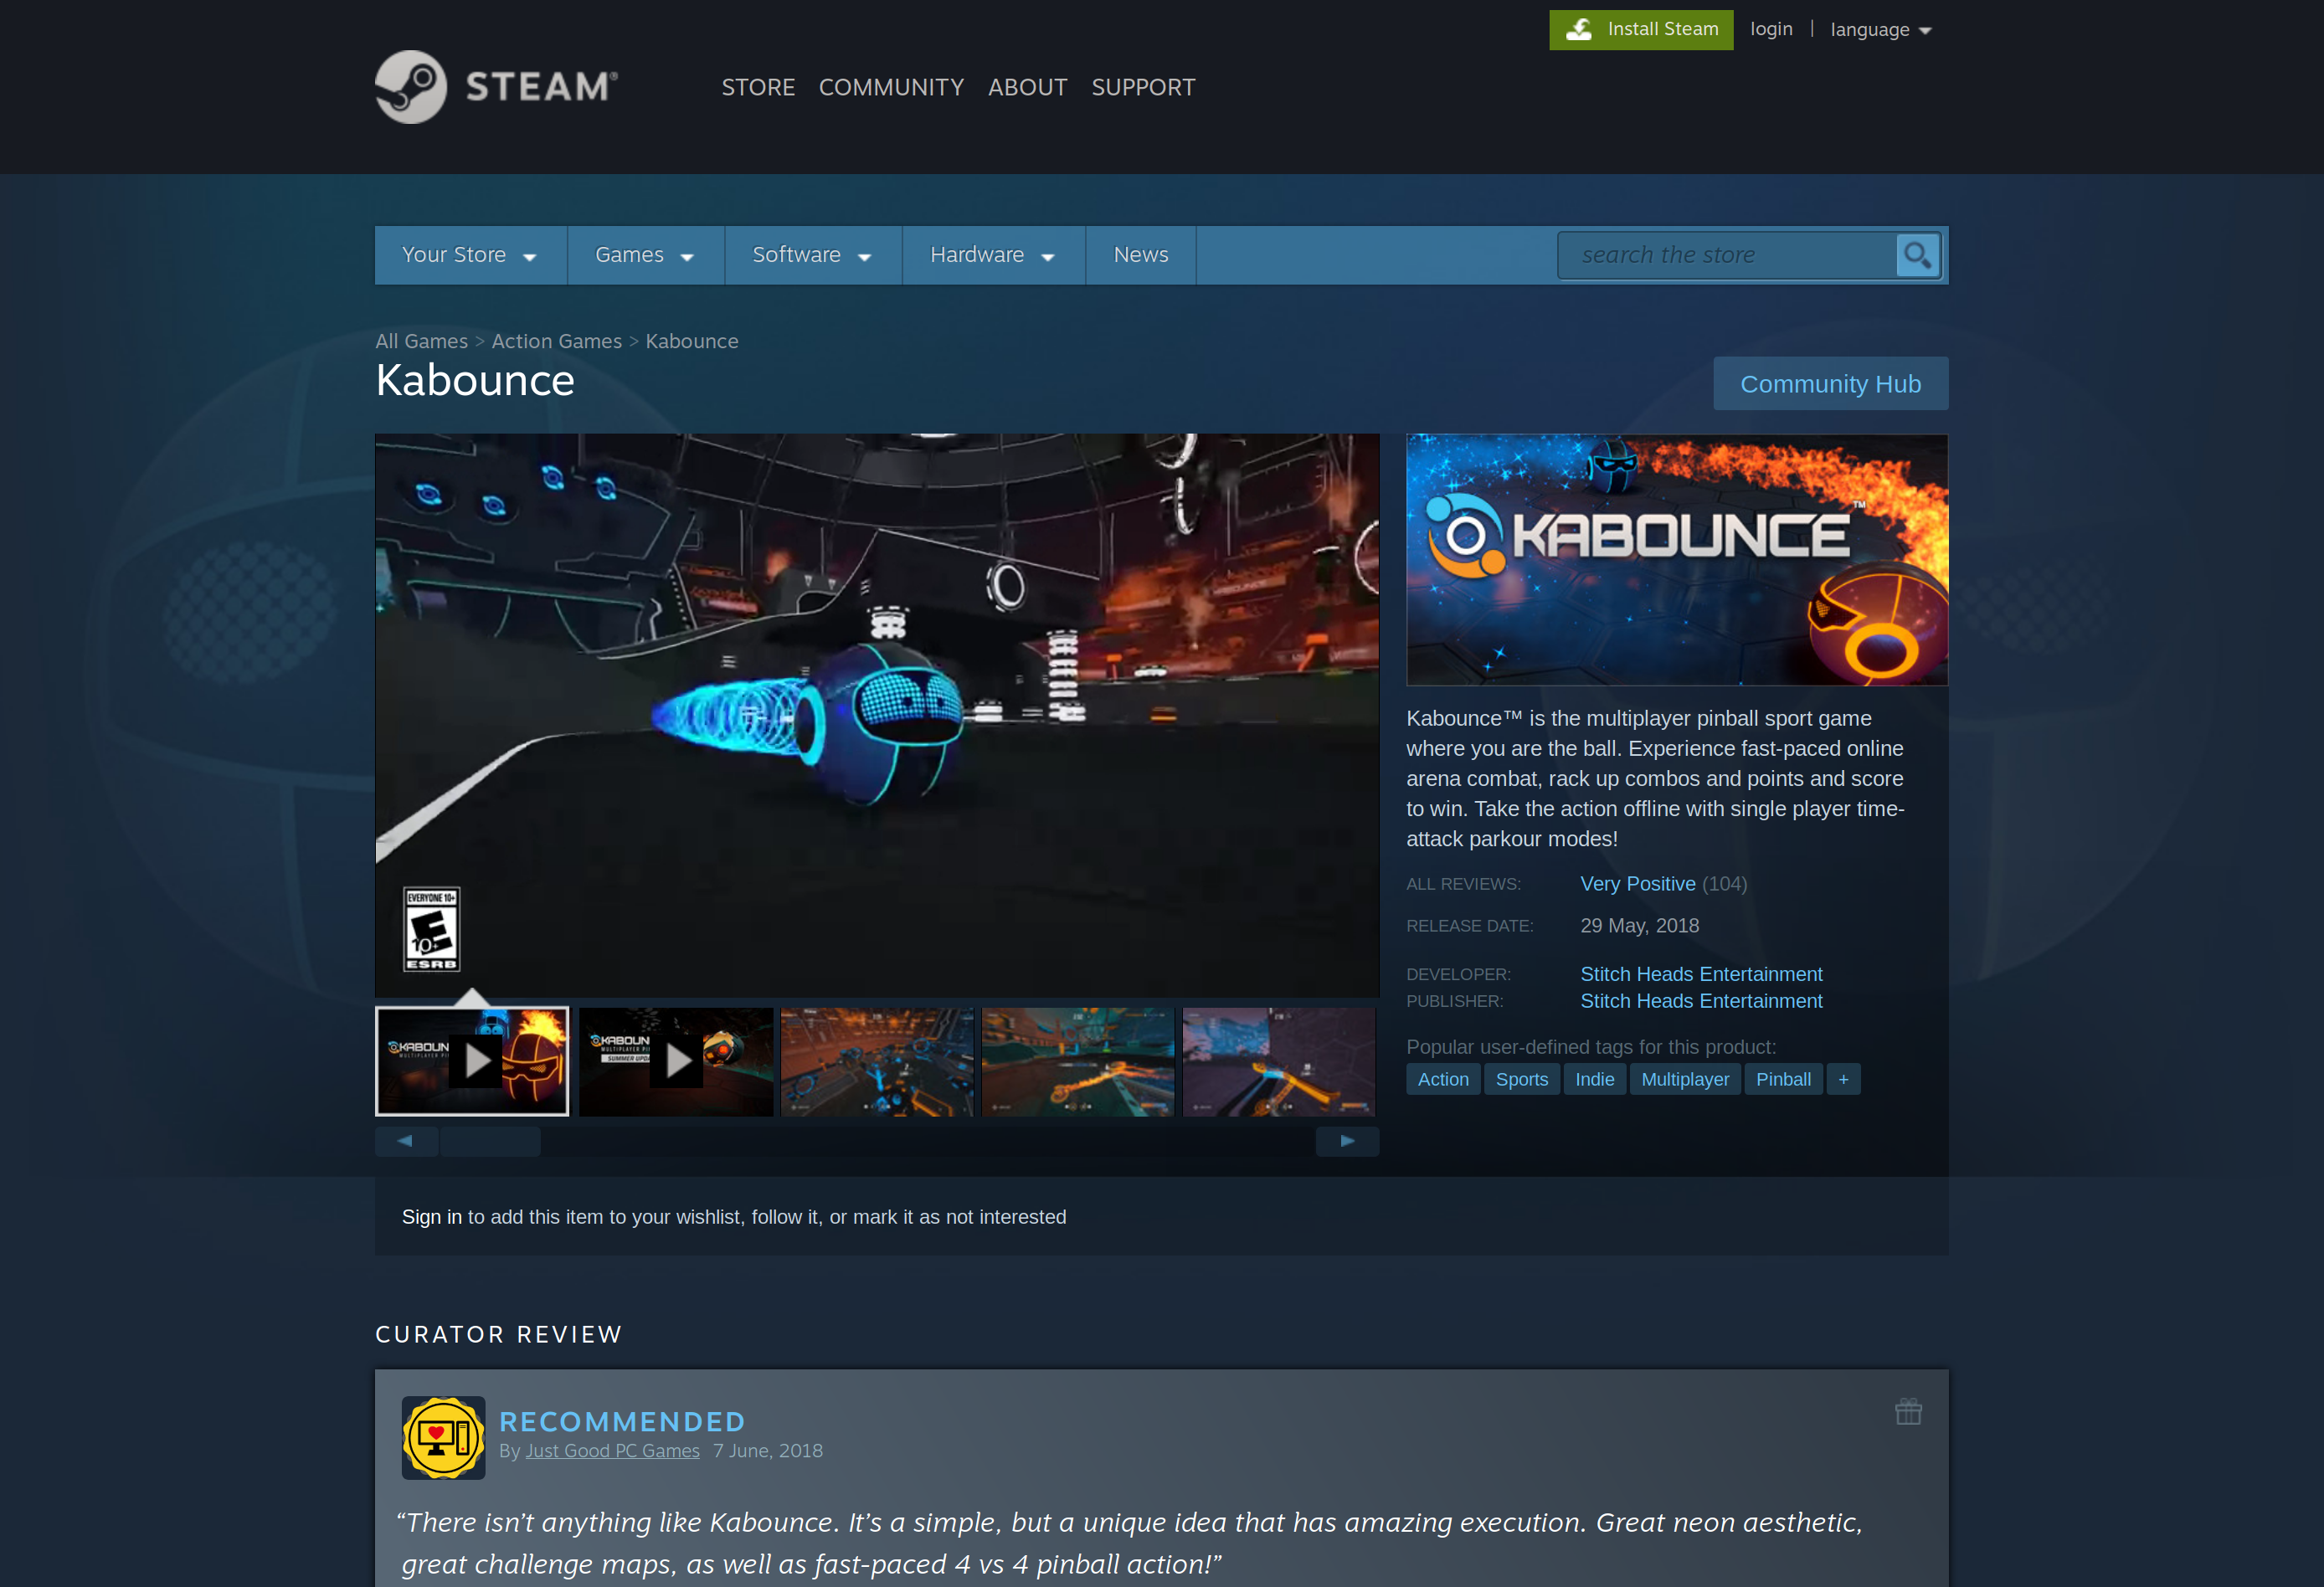 Install Steam
login
|
language
STEAM®
STORE
COMMUNITY
ABOUT
SUPPORT
Your Store
Games
Software
Hardware
News
search the store
All Games > Action Games > Kabounce
Kabounce
Community Hub
KABOUNCE™
Kabounce™ is the multiplayer pinball sport game
where you are the ball. Experience fast-paced online
arena combat, rack up combos and points and score
to win. Take the action offline with single player time-
attack parkour modes!
ALL REVIEWS: Very Positive (104)
RELEASE DATE: 29 May, 2018
DEVELOPER: Stitch Heads Entertainment
PUBLISHER: Stitch Heads Entertainment
Popular user-defined tags for this product:
Action
Sports
Indie
Multiplayer
Pinball
+
EVERYONE 10+
E
10+
ESRB
Sign in to add this item to your wishlist, follow it, or mark it as not interested
CURATOR REVIEW
RECOMMENDED
By Just Good PC Games 7 June, 2018
“There isn’t anything like Kabounce. It’s a simple, but a unique idea that has amazing execution. Great neon aesthetic,
great challenge maps, as well as fast-paced 4 vs 4 pinball action!”